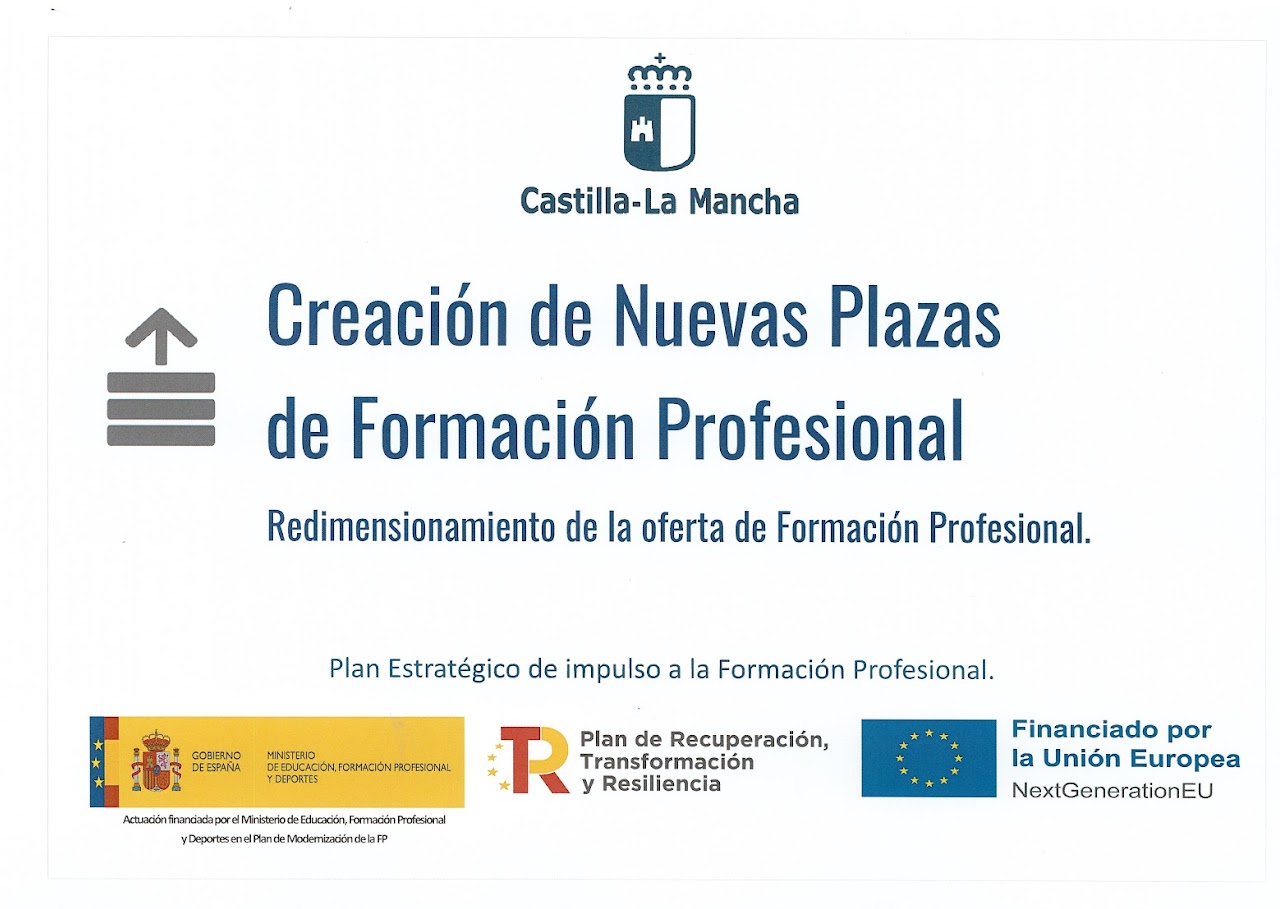 Castilla-La Mancha
Creación de Nuevas Plazas
de Formación Profesional
Redimensionamiento de la oferta de Formación Profesional.
Plan Estratégico de impulso a la Formación Profesional.
GOBIERNO
DE ESPAÑA
MINISTERIO
DE EDUCACIÓN, FORMACIÓN PROFESIONAL
Y DEPORTES
Actuación financiada por el Ministerio de Educación, Formación Profesional
y Deportes en el Plan de Modernización de la FP
TR
Plan de Recuperación,
Transformación
y Resiliencia
Financiado por
la Unión Europea
NextGenerationEU